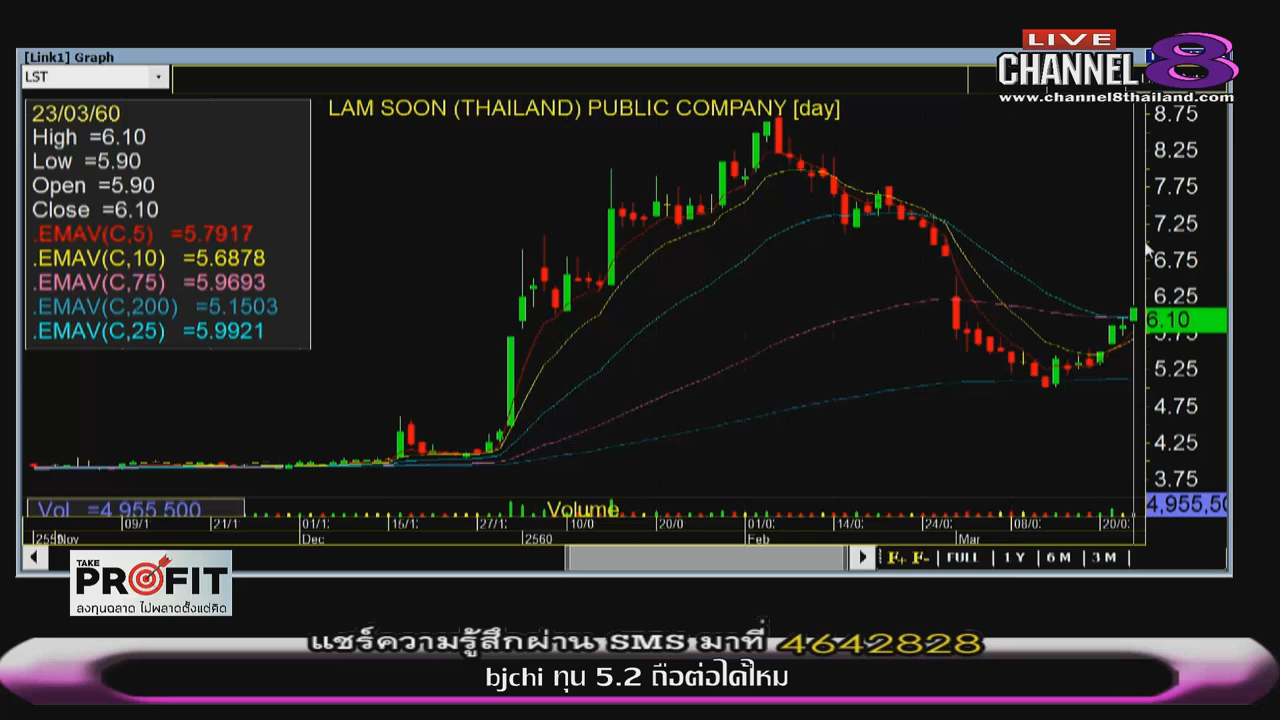 [Link1] Graph
LST
LIVE
CHANNEL 8
www.channel8thailand.com
LAM SOON (THAILAND) PUBLIC COMPANY [day]
23/03/60
High =6.10
Low =5.90
Open =5.90
Close =6.10
.EMAV(C,5) =5.7917
.EMAV(C,10) =5.6878
.EMAV(C,75) =5.9693
.EMAV(C,200) =5.1503
.EMAV(C,25) =5.9921
8.75
8.25
7.75
7.25
6.75
6.25
6.10
5.75
5.25
4.75
4.25
3.75
Vol =4,955,500
Volume
4,955,50
09/1 21/1 01/1: 15/1: 27/1: 10/0 20/0 01/0: 14/0: 24/0: 08/0: 20/0:
Nov Dec 2560 Feb Mar
F+ F- FULL 1 Y 6 M 3 M
TAKE
PROFIT
ลงทุนฉลาด ไม่พลาดตั้งแต่คิด
แชร์ความรู้สึกผ่าน SMS มาที่ 4642828
bjchi ทุน 5.2 ถือต่อได้ไหม